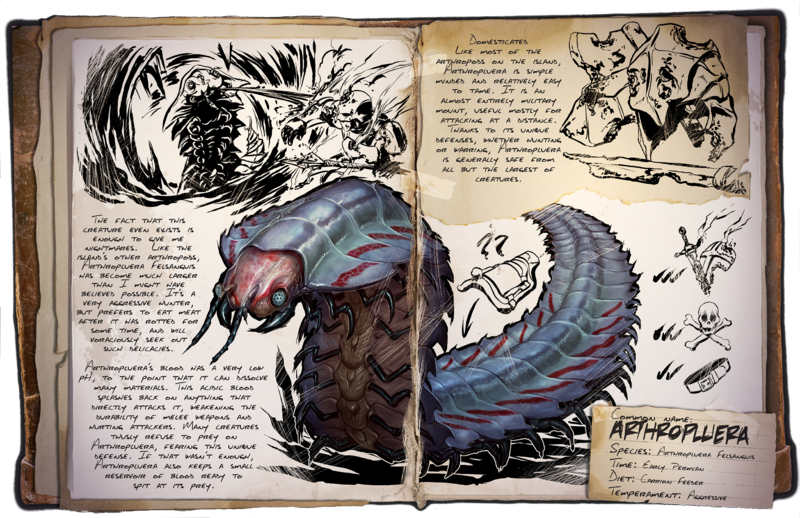 The fact that this
creature even exists is
enough to give me
nightmares. Like the
island's other arthropods,
Arthropluera Felsanguis
has become much larger
than I might have
believed possible. It's a
very aggressive hunter,
but prefers to eat meat
after it has rotted for
some time, and will
voraciously seek out
such delicacies.
Arthropluera's blood has a very low
pH, to the point that it can dissolve
many materials. This acidic blood
splashes back on anything that
directly attacks it, weakening the
durability of melee weapons and
hurting attackers. Many creatures
thusly refuse to prey on
Arthropluera, fearing this unique
defense. If that wasn't enough,
Arthropluera also keeps a small
reservoir of blood ready to
spit at its prey.
Domesticated
Like most of the
arthropods on the island,
Arthropluera is simple
minded and relatively easy
to tame. It is an
almost entirely military
mount, useful mostly for
attacking at a distance.
Thanks to its unique
defenses, whether hunting
or warring, Arthropluera
is generally safe from
all but the largest of
creatures.
??
Common name:
Arthropluera
Species: Arthropluera Felsanguis
Time: Early Permian
Diet: Carrion Feeder
Temperament: Aggressive